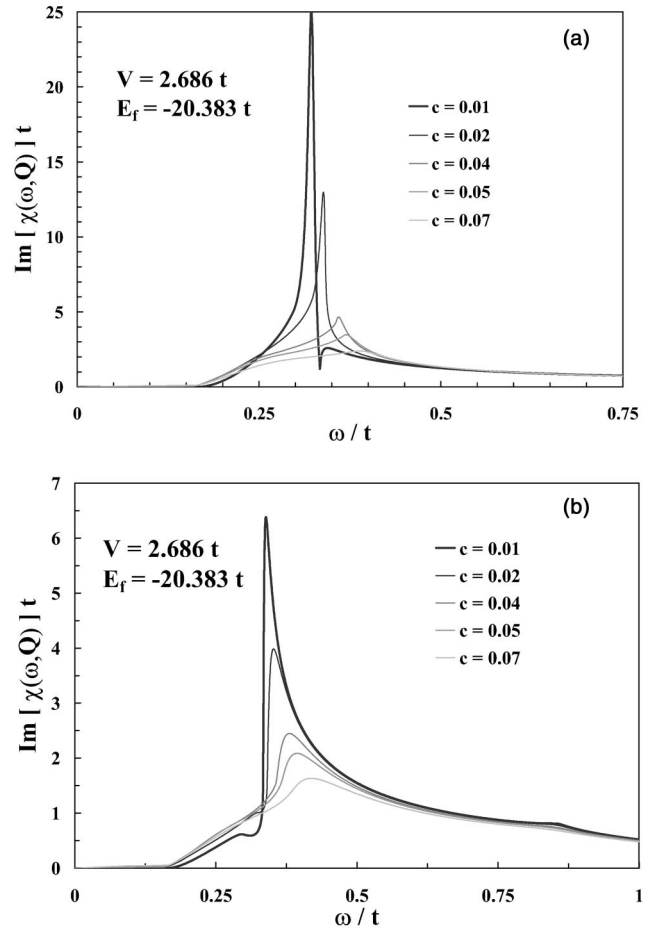 (a)
25
20
15
10
5
0
Im [ χ(ω,Q) ] t
V = 2.686 t
E_f = -20.383 t
c = 0.01
c = 0.02
c = 0.04
c = 0.05
c = 0.07
0 0.25 0.5 0.75
ω / t
(b)
7
6
5
4
3
2
1
0
Im [ χ(ω,Q) ] t
V = 2.686 t
E_f = -20.383 t
c = 0.01
c = 0.02
c = 0.04
c = 0.05
c = 0.07
0 0.25 0.5 0.75 1
ω / t